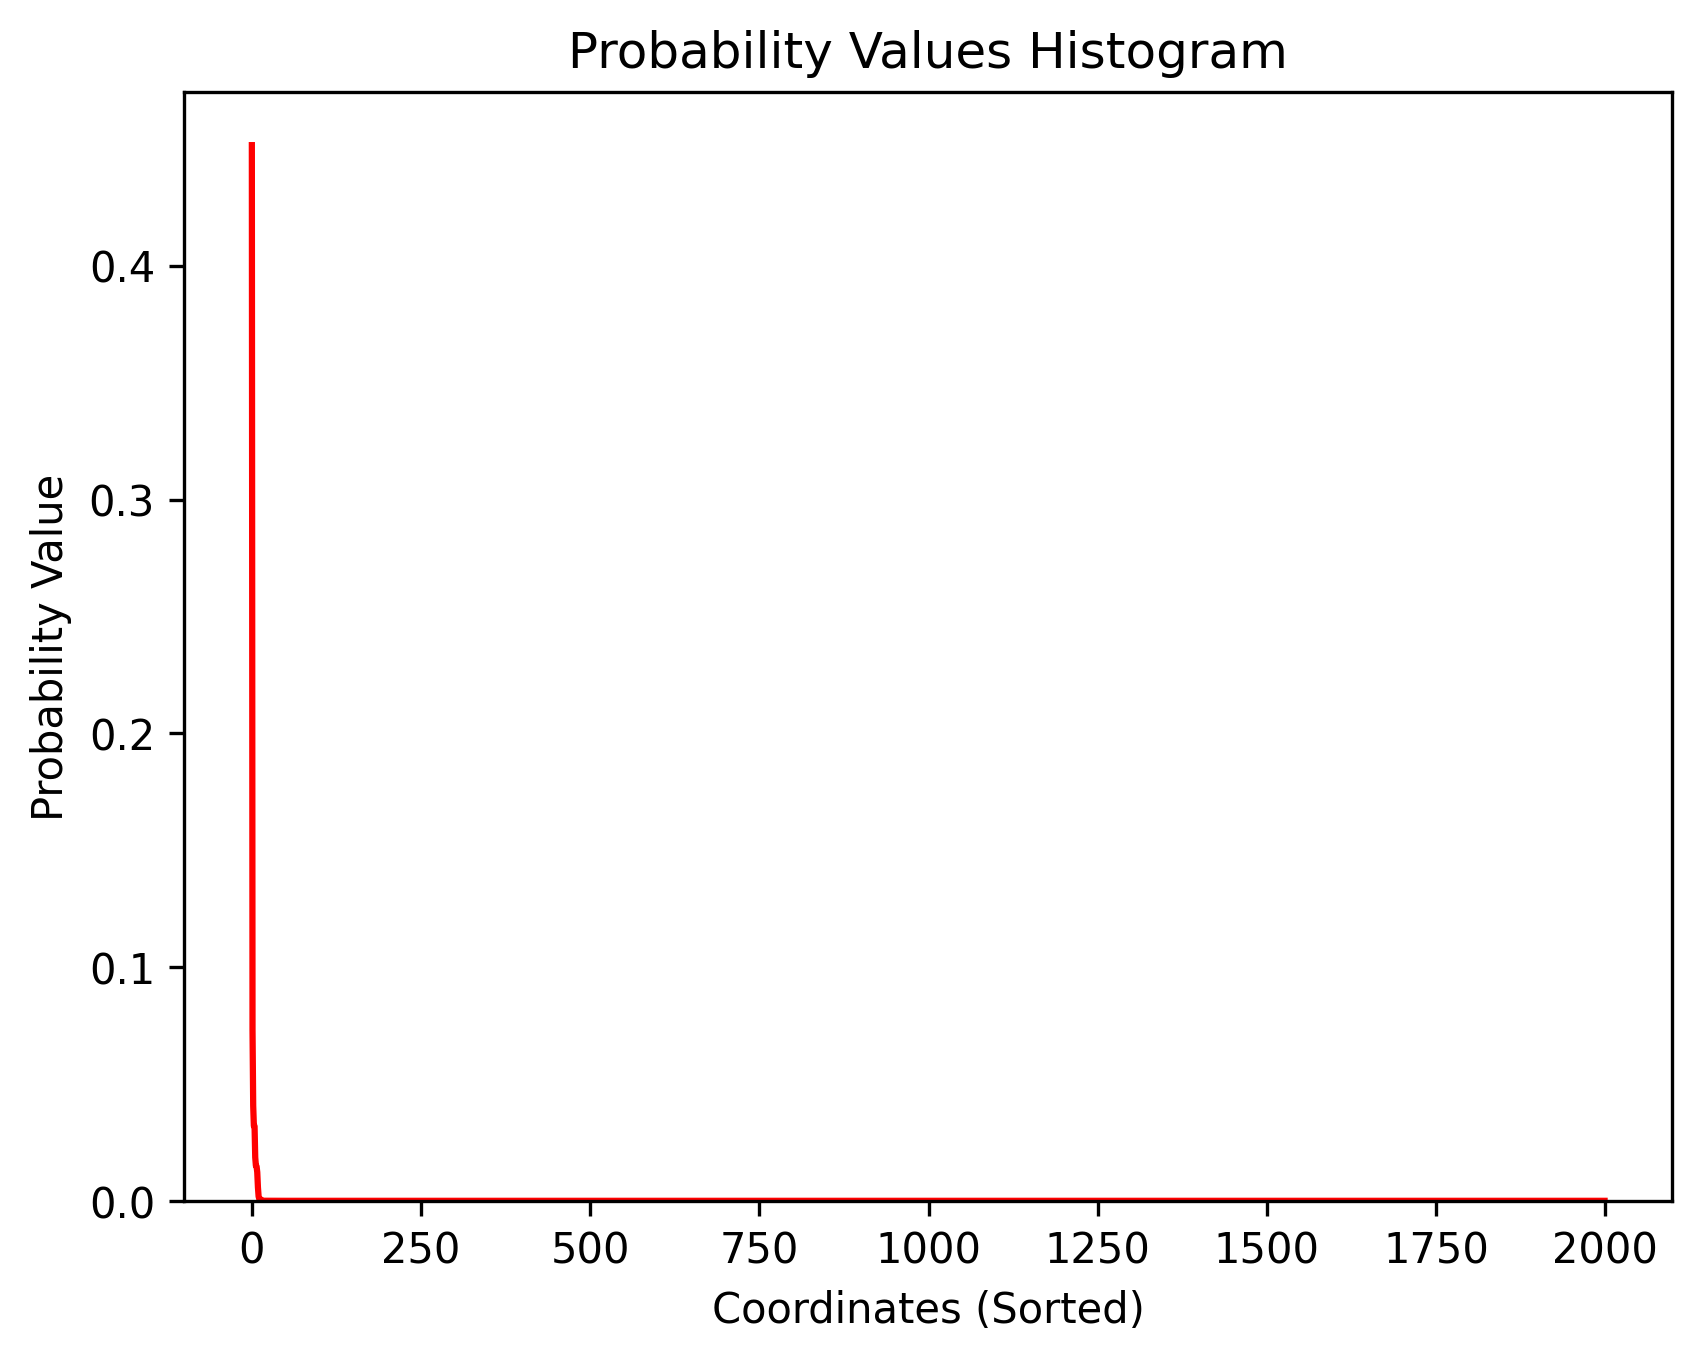 Probability Values Histogram
Probability Value
0.4
0.3
0.2
0.1
0.0
0 250 500 750 1000 1250 1500 1750 2000
Coordinates (Sorted)